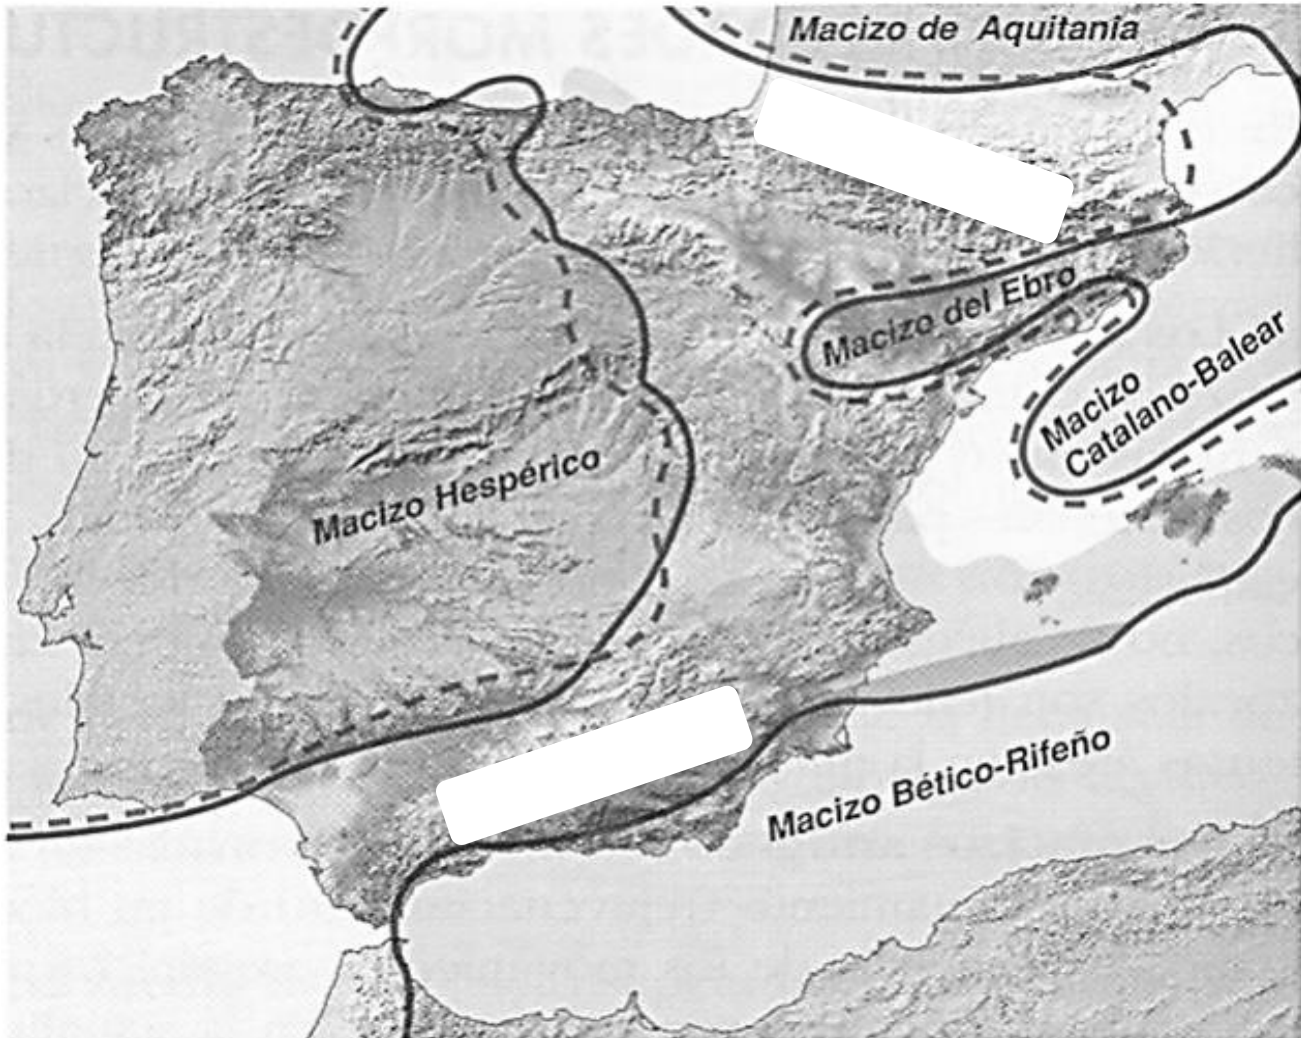 Macizo de Aquitania
Macizo del Ebro
Macizo
Catalano-Balear
Macizo Hespérico
Macizo Bético-Rifeño